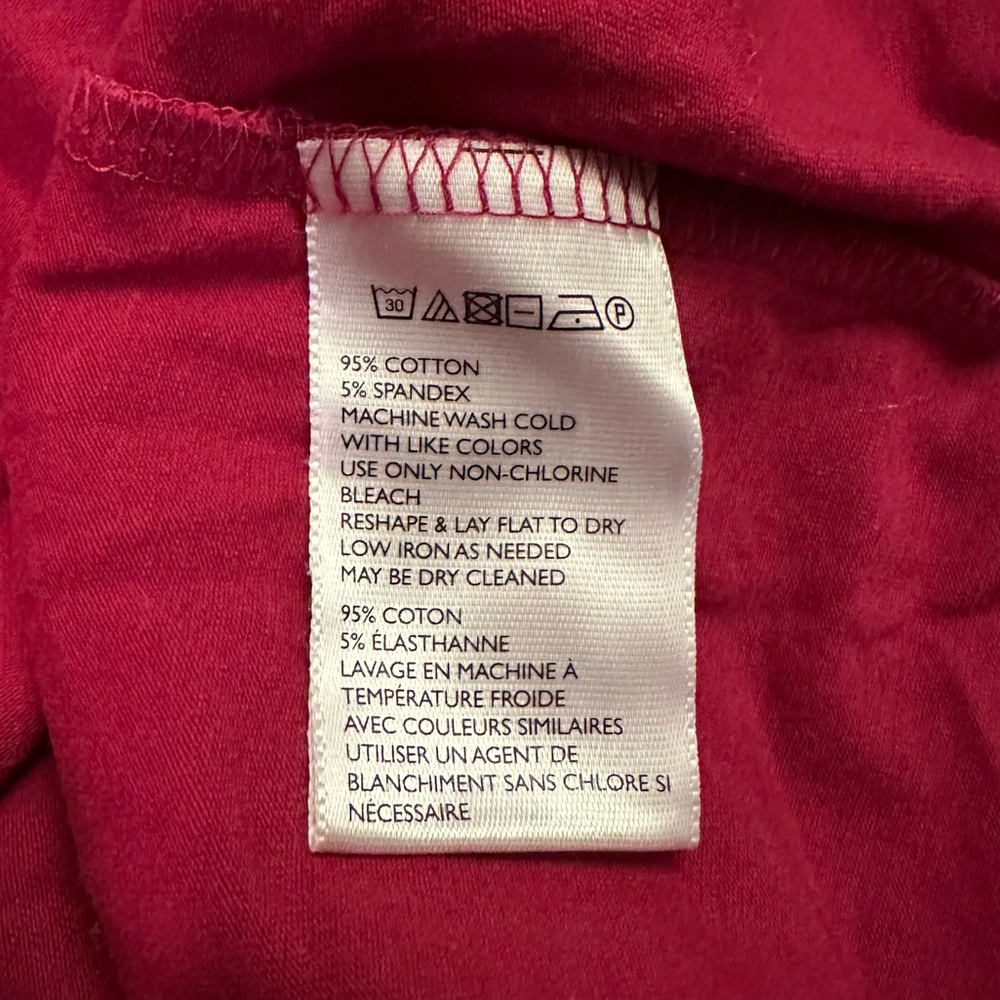 30 P
95% COTTON
5% SPANDEX
MACHINE WASH COLD
WITH LIKE COLORS
USE ONLY NON-CHLORINE
BLEACH
RESHAPE & LAY FLAT TO DRY
LOW IRON AS NEEDED
MAY BE DRY CLEANED
95% COTON
5% ÉLASTHANNE
LAVAGE EN MACHINE À
TEMPÉRATURE FROIDE
AVEC COULEURS SIMILAIRES
UTILISER UN AGENT DE
BLANCHIMENT SANS CHLORE SI
NÉCESSAIRE